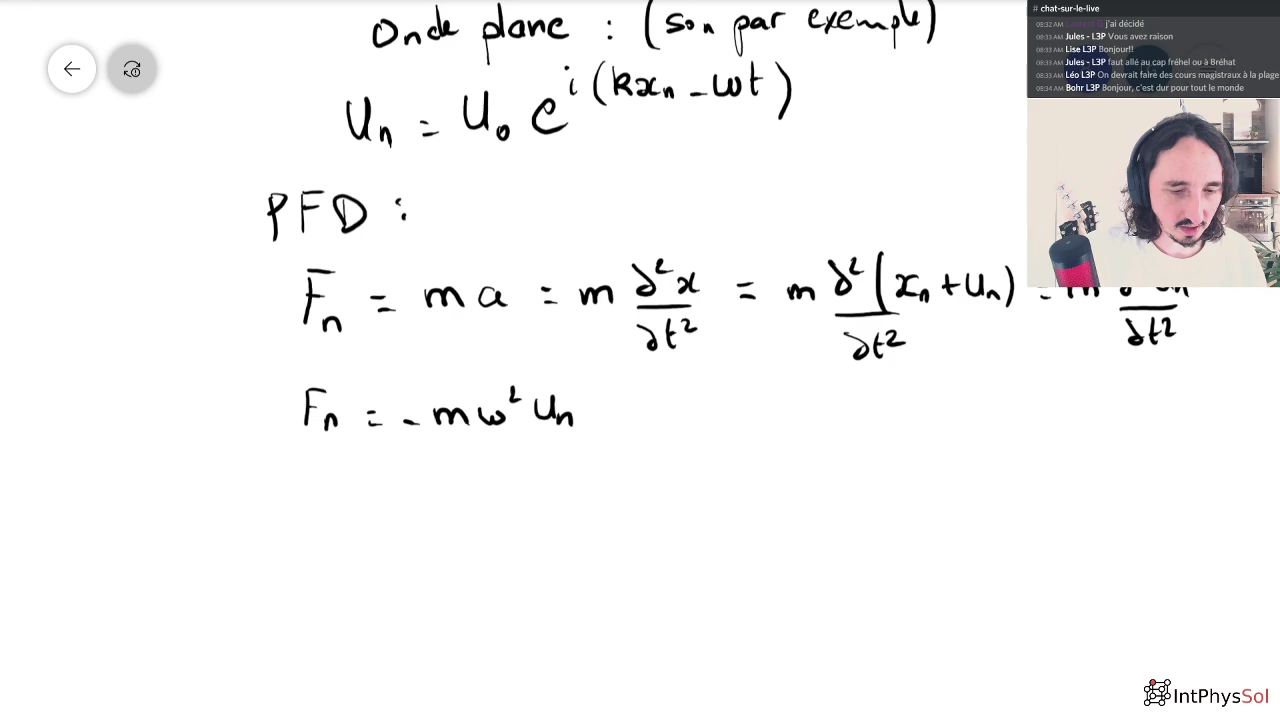 Onde plane : (son par exemple)
Un = U0 e^i(kxn - ωt)
PFD :
Fn = ma = m ∂²x/∂t² = m ∂²(xn + un)/∂t² = m ∂²un/∂t²
Fn = - mω² Un
# chat-sur-le-live
08:32 AM Laurent G j'ai décidé
08:33 AM Jules - L3P Vous avez raison
08:33 AM Lise L3P Bonjour!!
08:33 AM Jules - L3P faut allé au cap fréhel ou à Bréhat
08:33 AM Léo L3P On devrait faire des cours magistraux à la plage
08:34 AM Bohr L3P Bonjour, c'est dur pour tout le monde
IntPhysSol